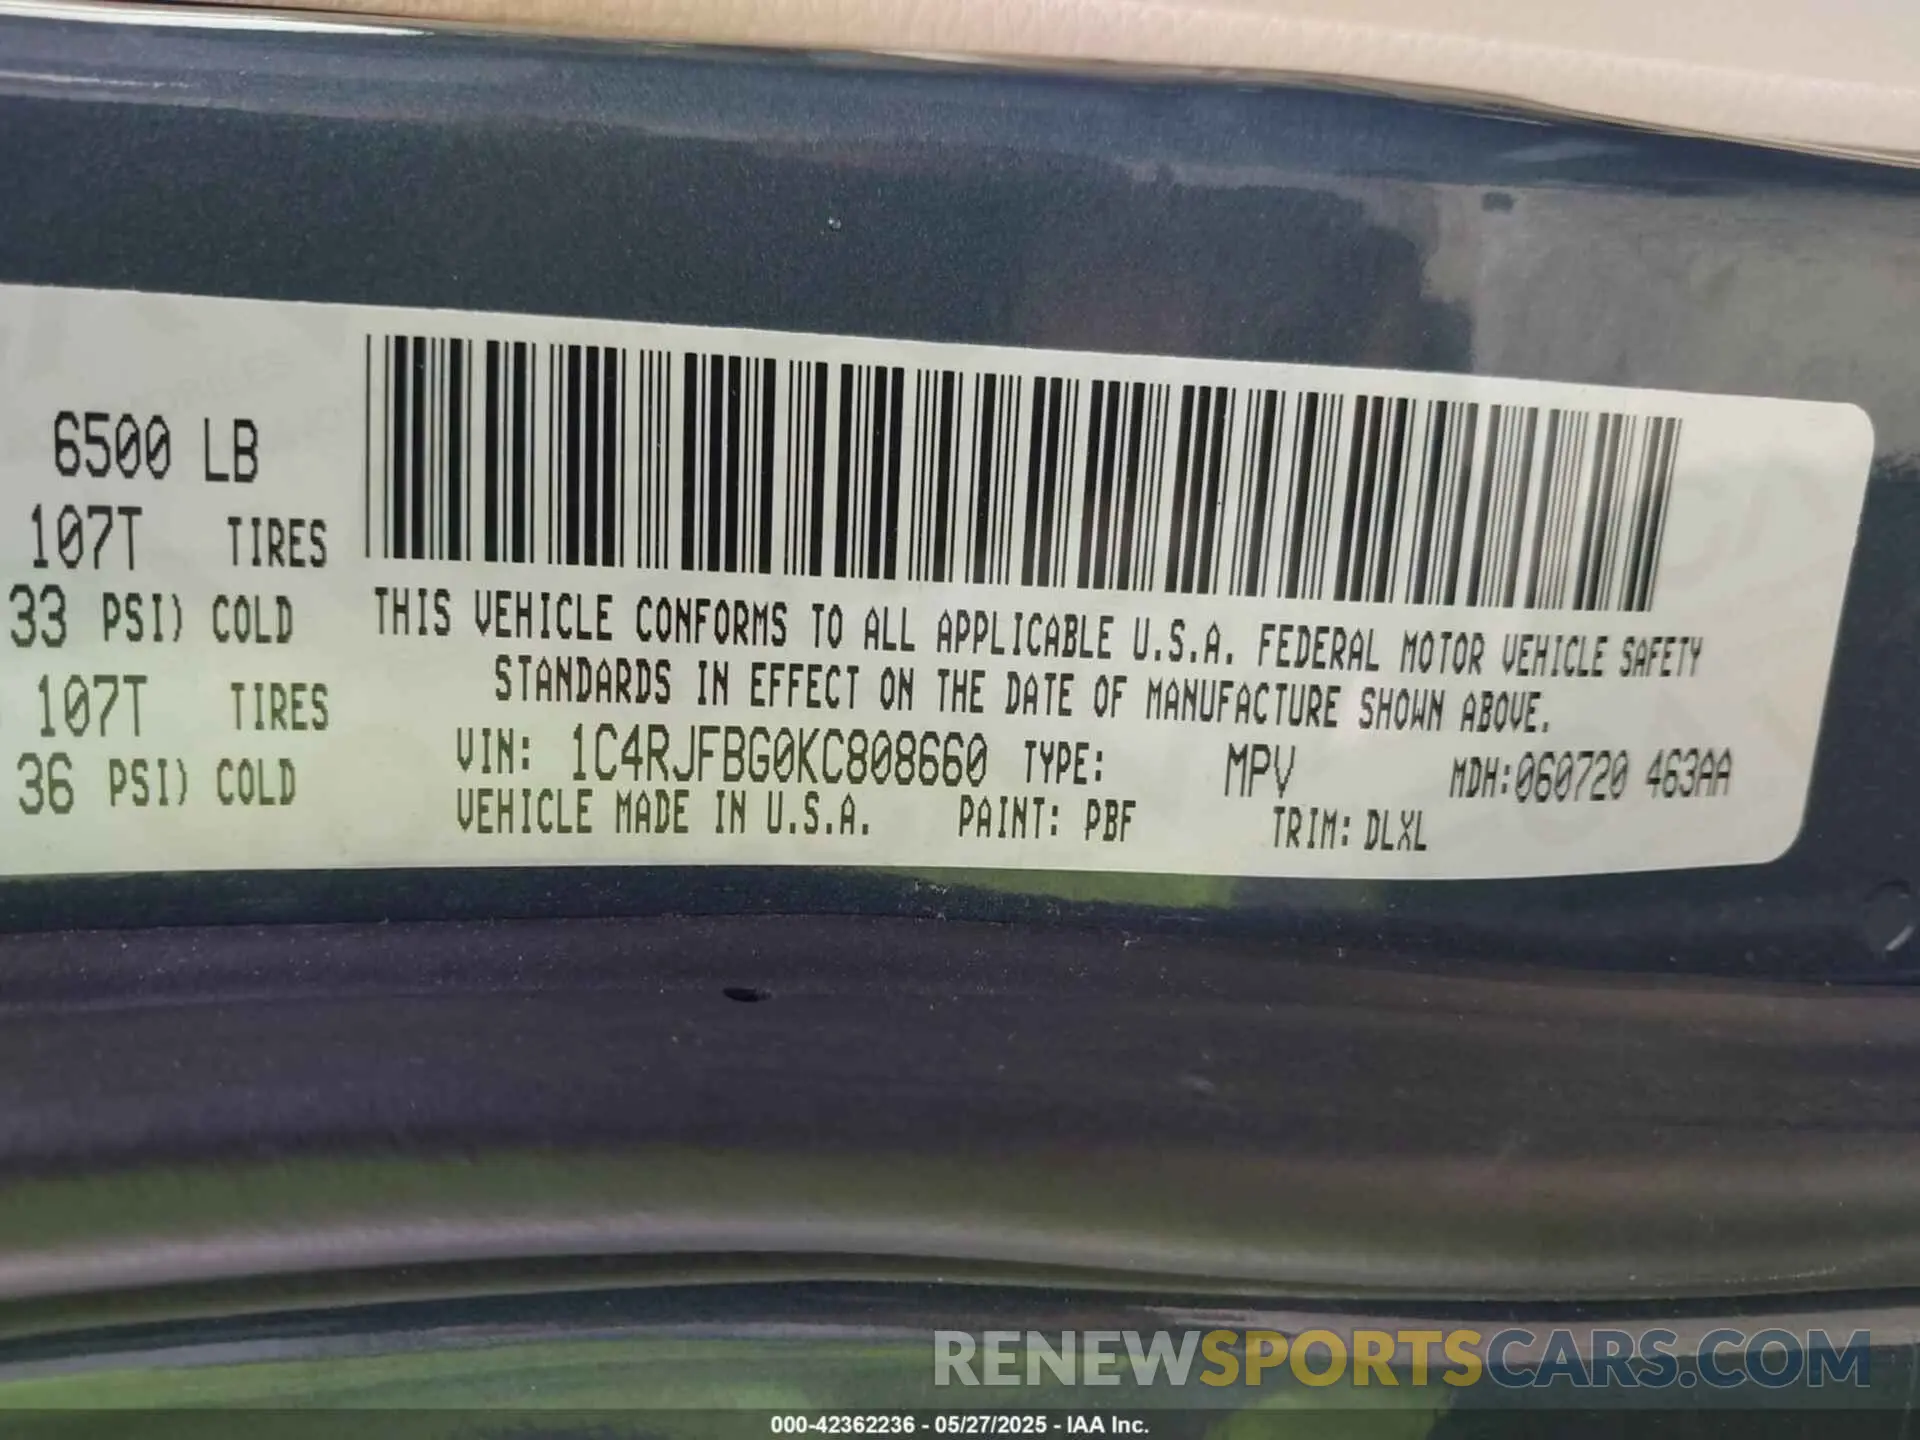 6500 LB
107T TIRES
33 PSI) COLD
107T TIRES
36 PSI) COLD
THIS VEHICLE CONFORMS TO ALL APPLICABLE U.S.A. FEDERAL MOTOR VEHICLE SAFETY
STANDARDS IN EFFECT ON THE DATE OF MANUFACTURE SHOWN ABOVE.
VIN: 1C4RJFBG0KC808660 TYPE: MPV MDH:060720 463AA
VEHICLE MADE IN U.S.A. PAINT: PBF TRIM: DLXL
RENEWSPORTSCARS.COM
000-42362236 - 05/27/2025 - IAA Inc.